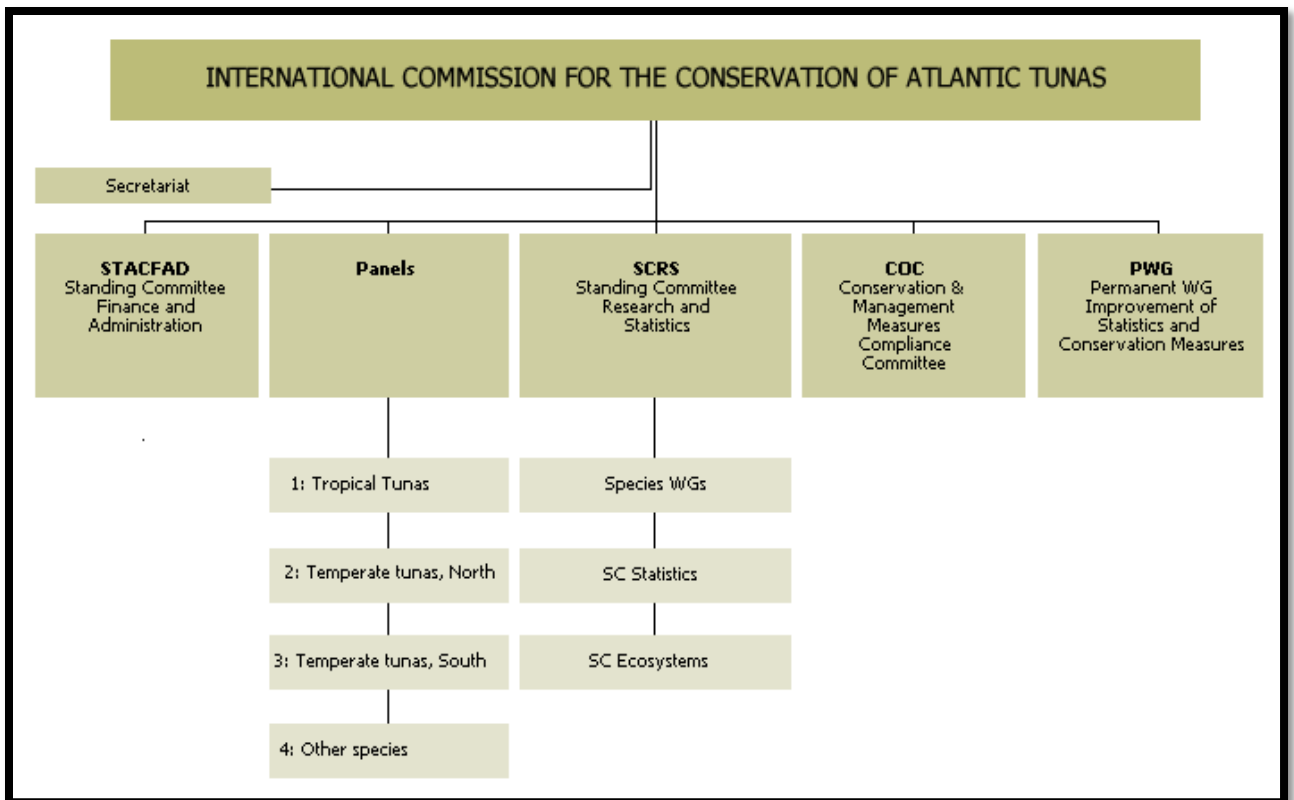 INTERNATIONAL COMMISSION FOR THE CONSERVATION OF ATLANTIC TUNAS
Secretariat
STACFAD
Standing Committee
Finance and
Administration
Panels
SCRS
Standing Committee
Research and
Statistics
COC
Conservation &
Management
Measures
Compliance
Committee
PWG
Permanent WG
Improvement of
Statistics and
Conservation Measures
1: Tropical Tunas
2: Temperate tunas, North
3: Temperate tunas, South
4: Other species
Species WGs
SC Statistics
SC Ecosystems